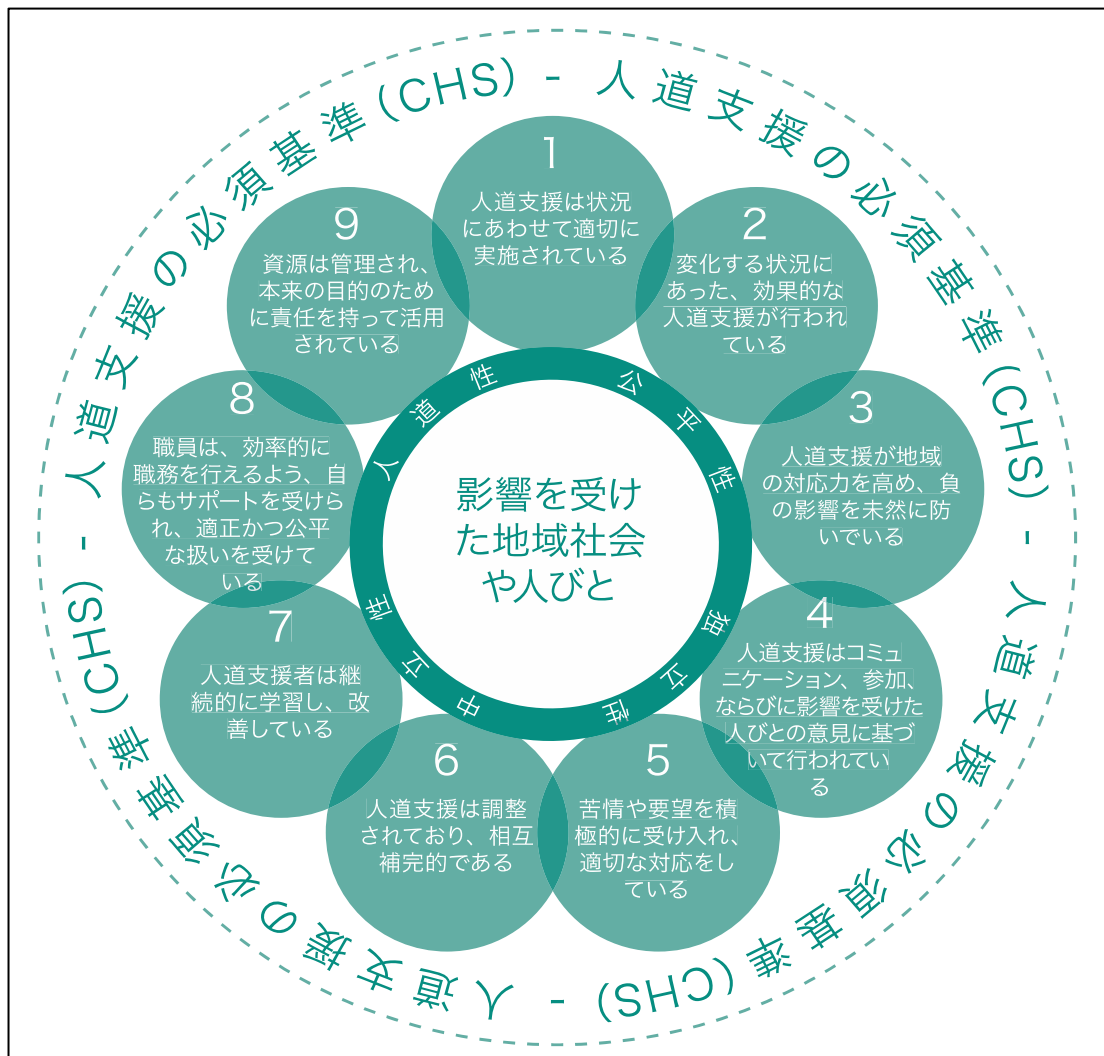 人道支援の必須基準(CHS) - 人道支援の必須基準(CHS) - 人道支援の必須基準(CHS) - 人道支援の必須基準(CHS) -
1
人道支援は状況
にあわせて適切に
実施されている
2
変化する状況に
あった、効果的な
人道支援が行われ
ている
3
人道支援が地域
の対応力を高め、負
の影響を未然に防
いでいる
4
人道支援はコミュ
ニケーション、参加、
ならびに影響を受けた
人びとの意見に基づ
いて行われてい
る
5
苦情や要望を積
極的に受け入れ、
適切な対応をし
ている
6
人道支援は調整
されており、相互
補完的である
7
人道支援者は継
続的に学習し、改
善している
8
職員は、効率的に
職務を行えるよう、自
らもサポートを受けら
れ、適正かつ公平
な扱いを受けて
いる
9
資源は管理され、
本来の目的のため
に責任を持って活用
されている
人道性
公平性
独立性
中立性
影響を受け
た地域社会
や人びと